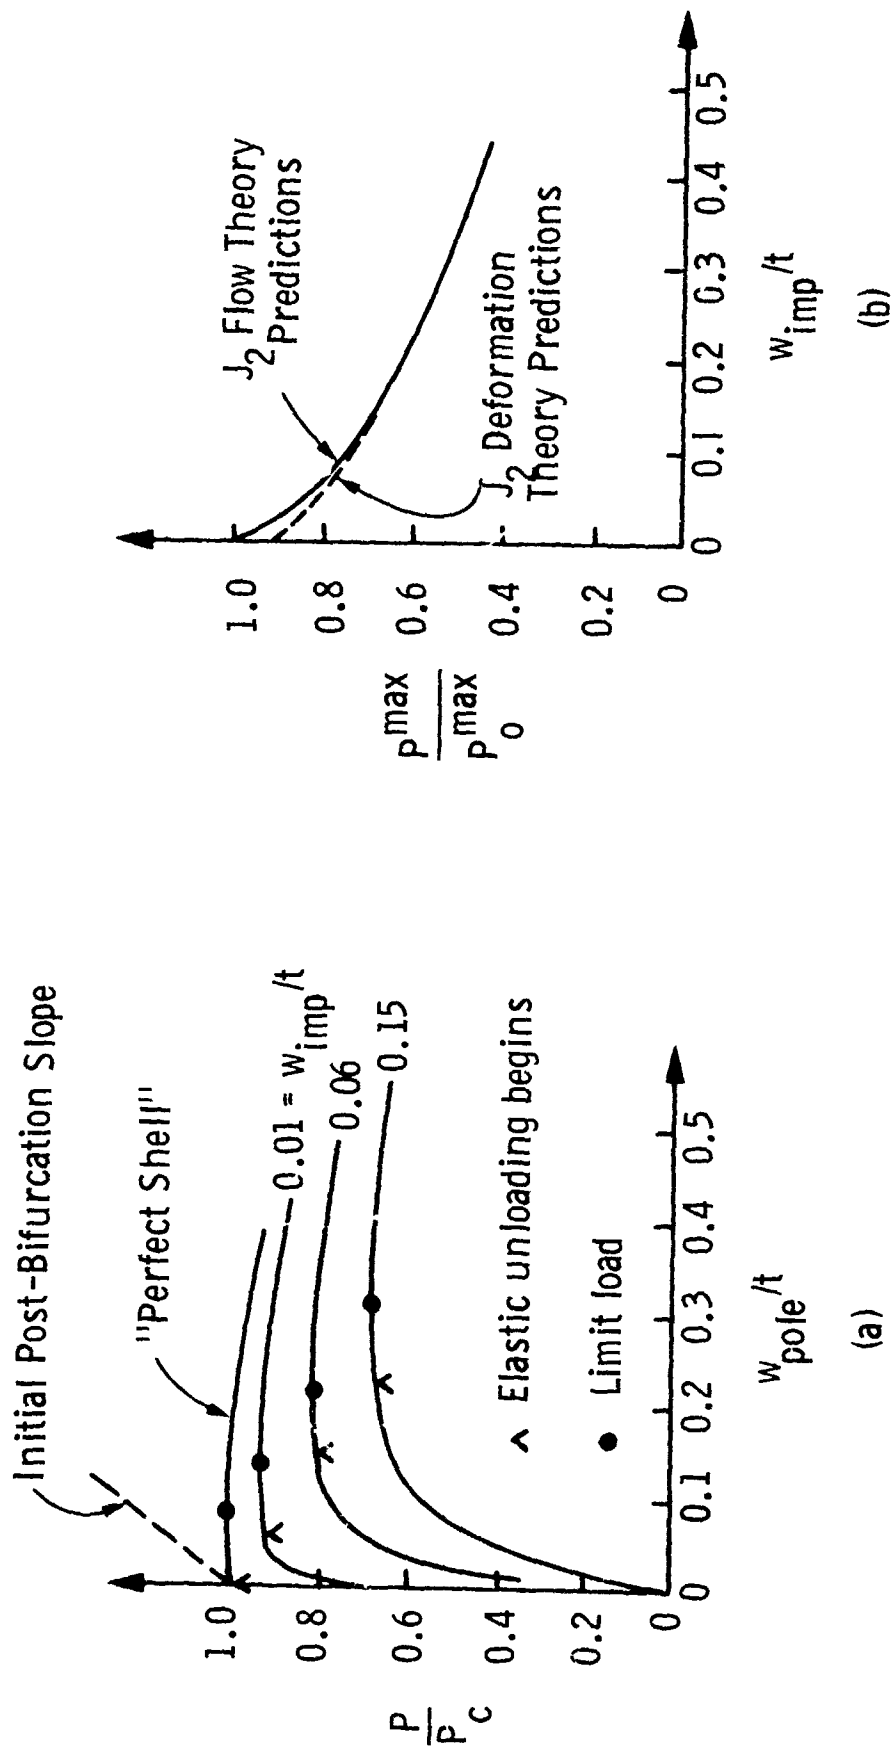 Initial Post-Bifurcation Slope
"Perfect Shell"
0.01 = w_imp/t
0.06
0.15
Elastic unloading begins
Limit load
P
P_c
1.0
0.8
0.6
0.4
0.2
0
0
0.1
0.2
0.3
0.4
0.5
w_pole/t
(a)
J_2 Flow Theory
Predictions
J_2 Deformation
Theory Predictions
P^max
P_o^max
1.0
0.8
0.6
0.4
0.2
0
0
0.1
0.2
0.3
0.4
0.5
w_imp/t
(b)